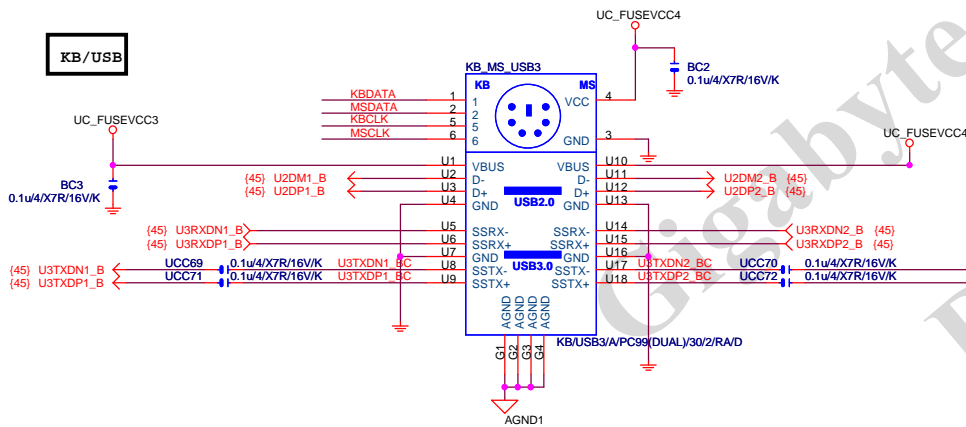 UC_FUSEVCC4
KB/USB
KB_MS_USB3
BC2
0.1u/4/X7R/16V/K
KB
MS
KBDATA 1 1 VCC 4
MSDATA 2 2
KBCLK 5 5
MSCLK 6 6 GND 3
UC_FUSEVCC3
UC_FUSEVCC4
U1 VBUS VBUS U10
{45} U2DM1_B U2 D- D- U11 U2DM2_B {45}
{45} U2DP1_B U3 D+ D+ U12 U2DP2_B {45}
U4 GND GND U13
BC3
0.1u/4/X7R/16V/K
USB2.0
{45} U3RXDN1_B U5 SSRX- SSRX- U14 U3RXDN2_B {45}
{45} U3RXDP1_B U6 SSRX+ SSRX+ U15 U3RXDP2_B {45}
U7 GND GND U16
USB3.0
{45} U3TXDN1_B UCC69 0.1u/4/X7R/16V/K U3TXDN1_BC U8 SSTX- SSTX- U17 U3TXDN2_BC UCC70 0.1u/4/X7R/16V/K
{45} U3TXDP1_B UCC71 0.1u/4/X7R/16V/K U3TXDP1_BC U9 SSTX+ SSTX+ U18 U3TXDP2_BC UCC72 0.1u/4/X7R/16V/K
AGND AGND AGND AGND
G1 G2 G3 G4
KB/USB3/A/PC99(DUAL)/30/2/RA/D
AGND1
Gigabyte